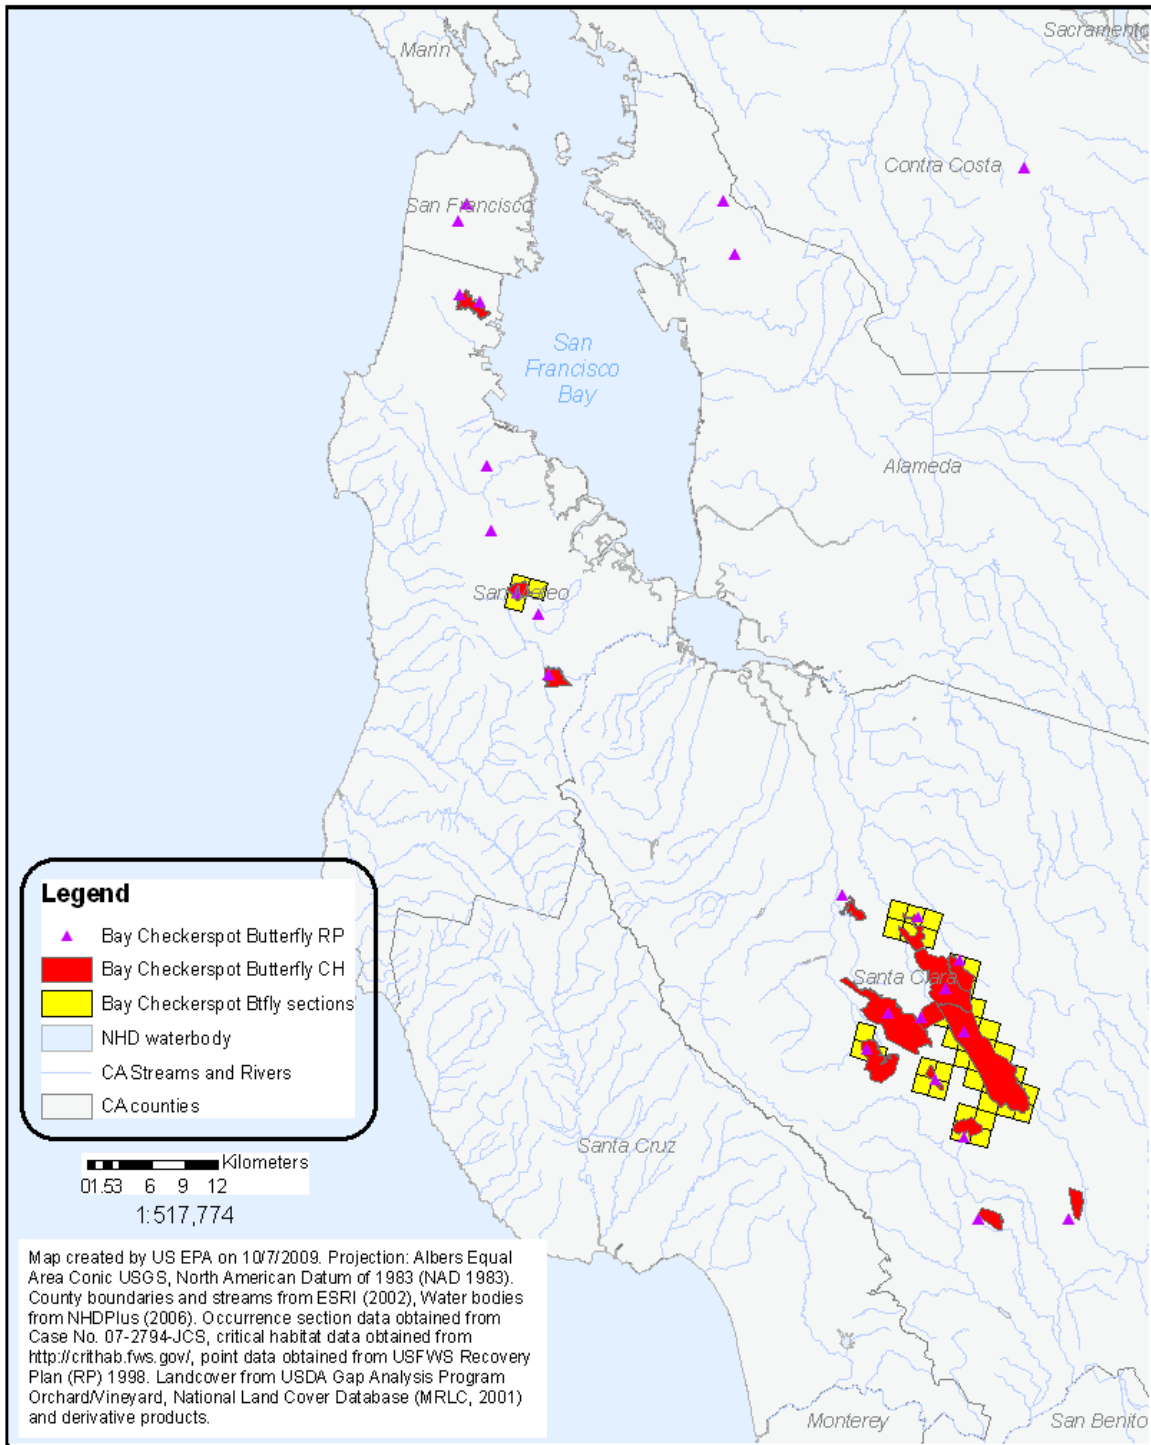 Marin
Sacramento
Contra Costa
San Francisco
San
Francisco
Bay
Alameda
San Mateo
Santa Clara
Santa Cruz
Monterey
San Benito
Legend
Bay Checkerspot Butterfly RP
Bay Checkerspot Butterfly CH
Bay Checkerspot Btfly sections
NHD waterbody
CA Streams and Rivers
CA counties
Kilometers
01.53 6 9 12
1:517,774
Map created by US EPA on 10/7/2009. Projection: Albers Equal
Area Conic USGS, North American Datum of 1983 (NAD 1983).
County boundaries and streams from ESRI (2002), Water bodies
from NHDPlus (2006). Occurrence section data obtained from
Case No. 07-2794-JCS, critical habitat data obtained from
http://crithab.fws.gov/, point data obtained from USFWS Recovery
Plan (RP) 1998. Landcover from USDA Gap Analysis Program
Orchard/Vineyard, National Land Cover Database (MRLC, 2001)
and derivative products.